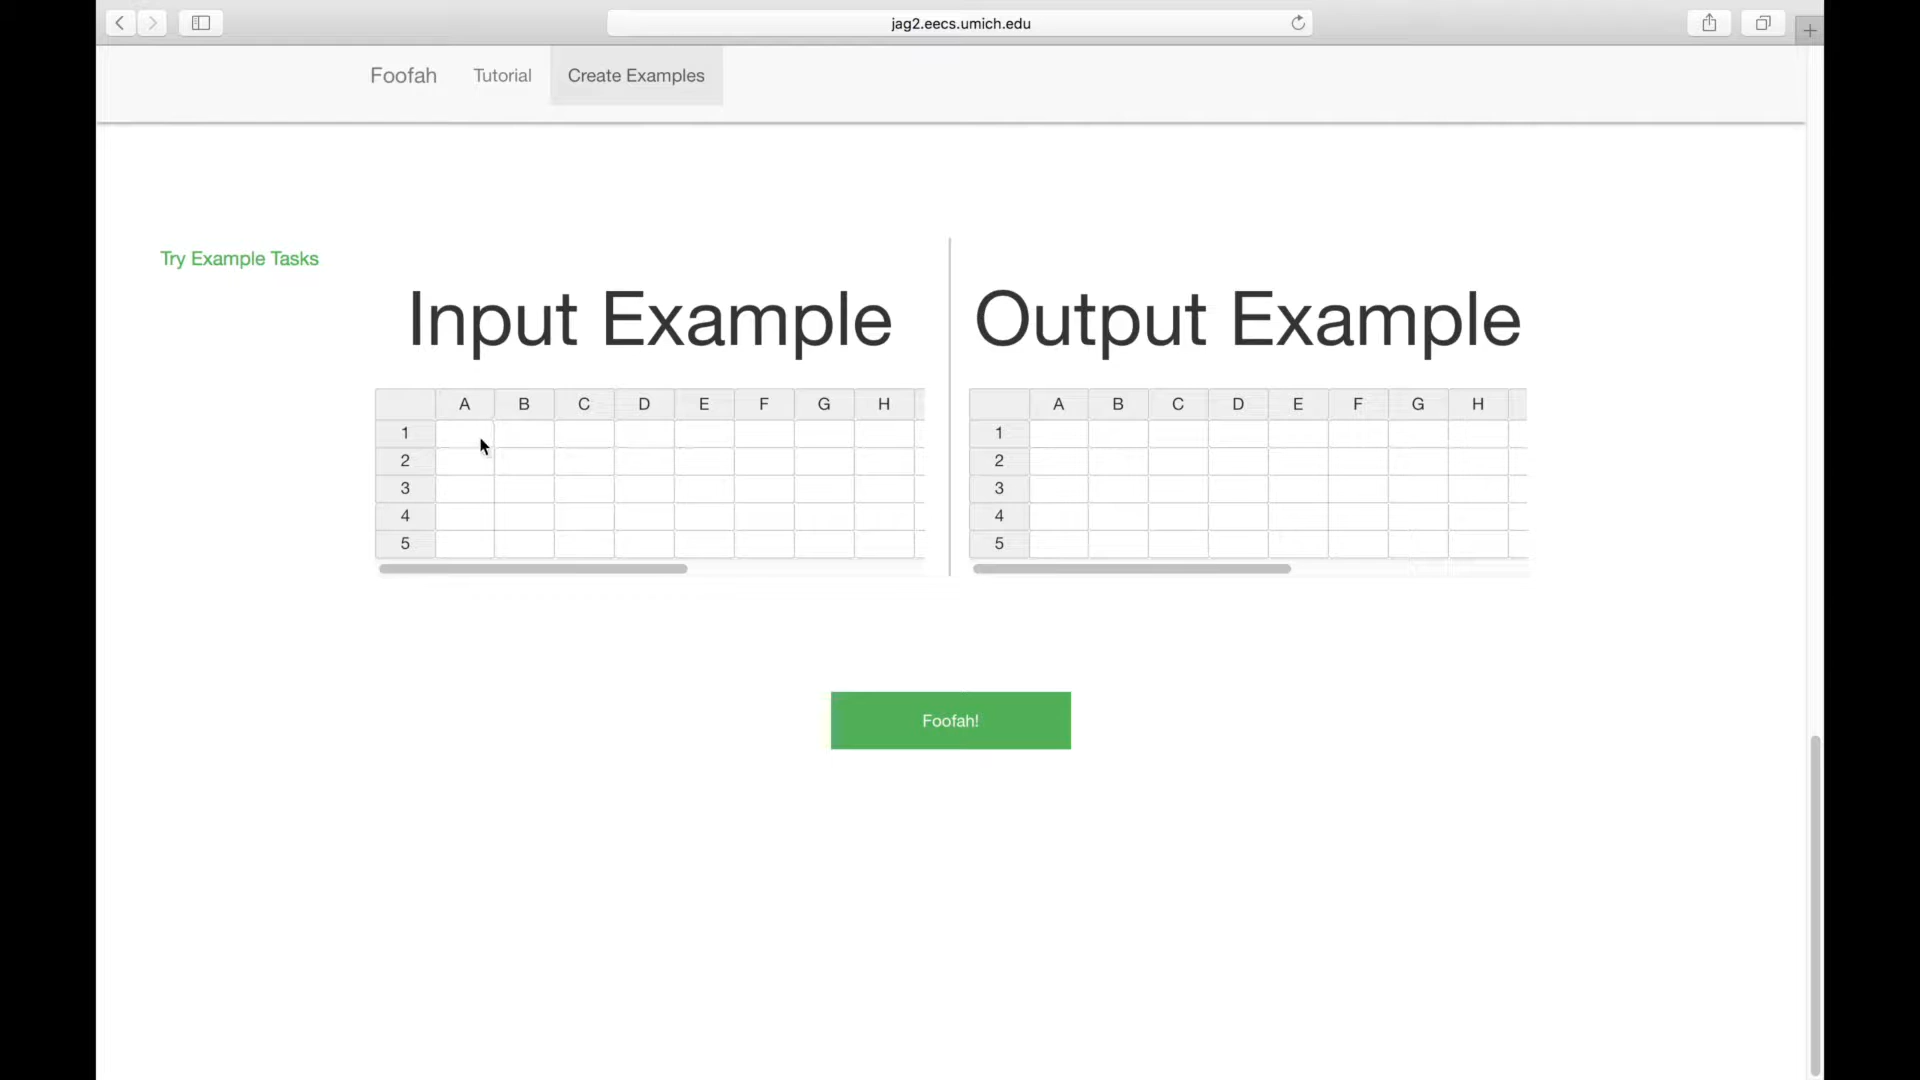 jag2.eecs.umich.edu
Foofah Tutorial Create Examples
Try Example Tasks
Input Example
A B C D E F G H
1
2
3
4
5
Output Example
A B C D E F G H
1
2
3
4
5
Foofah!